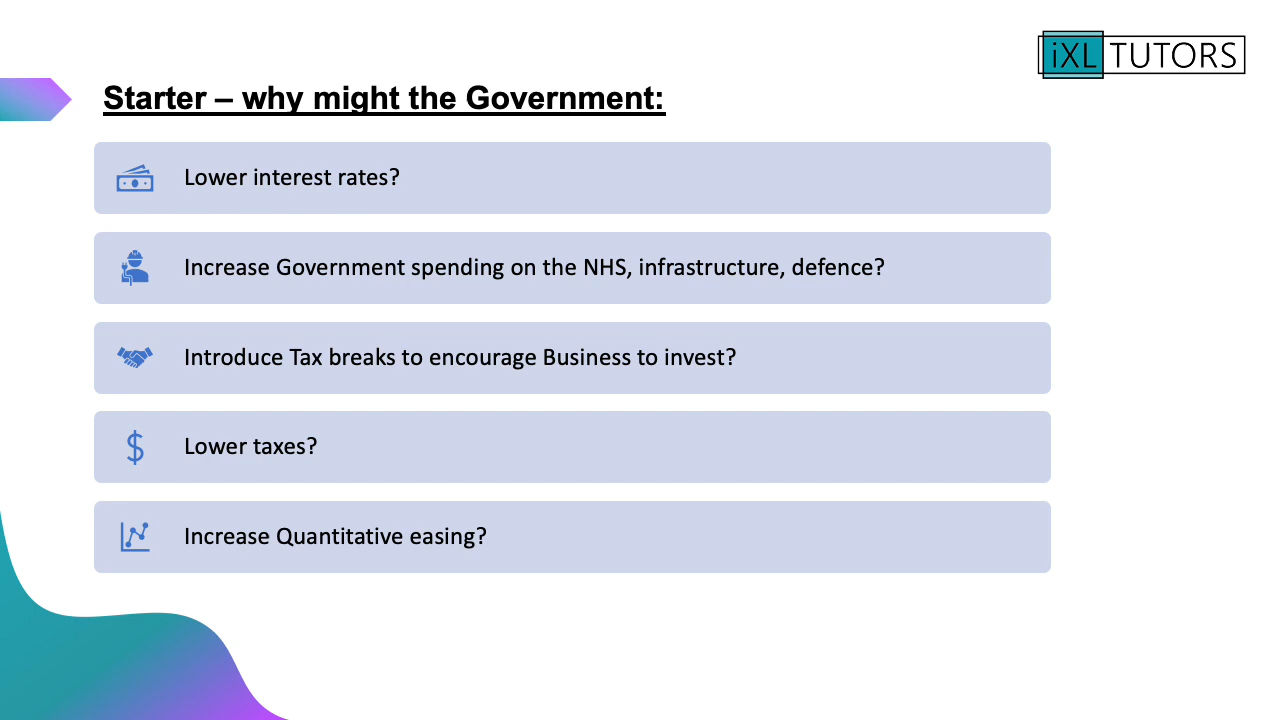 iXL TUTORS
Starter – why might the Government:
Lower interest rates?
Increase Government spending on the NHS, infrastructure, defence?
Introduce Tax breaks to encourage Business to invest?
Lower taxes?
Increase Quantitative easing?